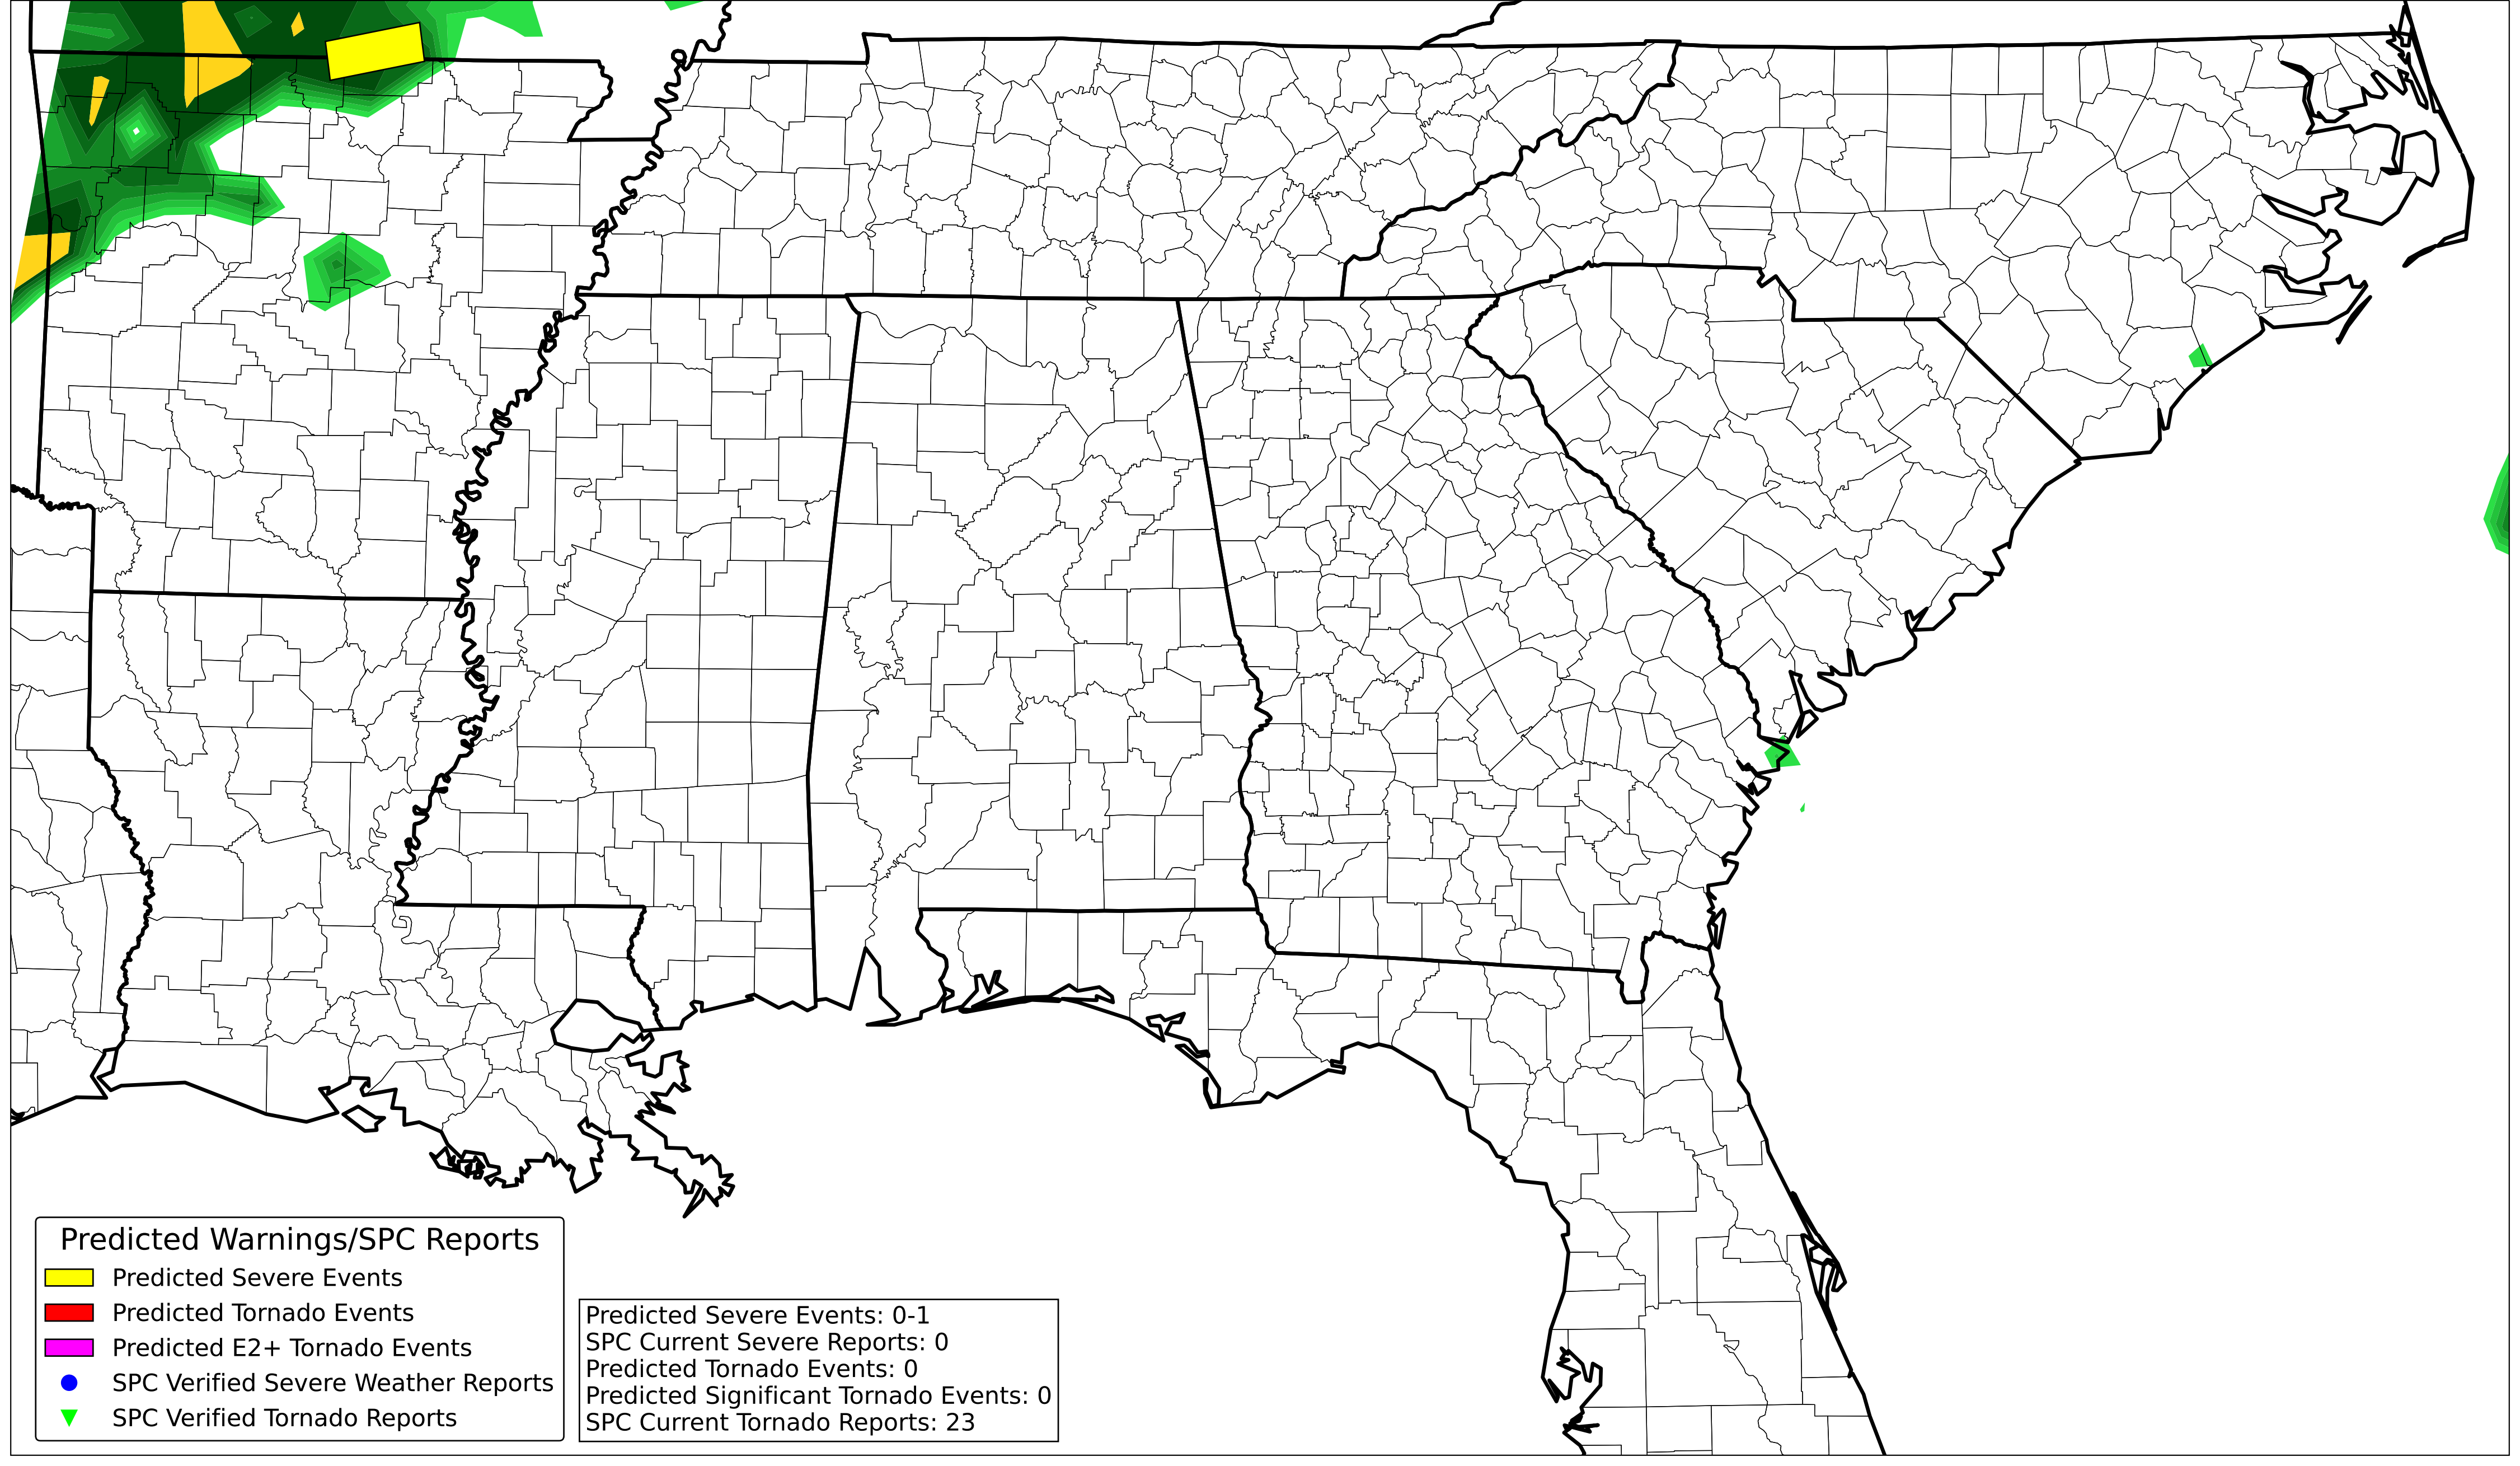 Predicted Warnings/SPC Reports
Predicted Severe Events
Predicted Tornado Events
Predicted E2+ Tornado Events
SPC Verified Severe Weather Reports
SPC Verified Tornado Reports
Predicted Severe Events: 0-1
SPC Current Severe Reports: 0
Predicted Tornado Events: 0
Predicted Significant Tornado Events: 0
SPC Current Tornado Reports: 23